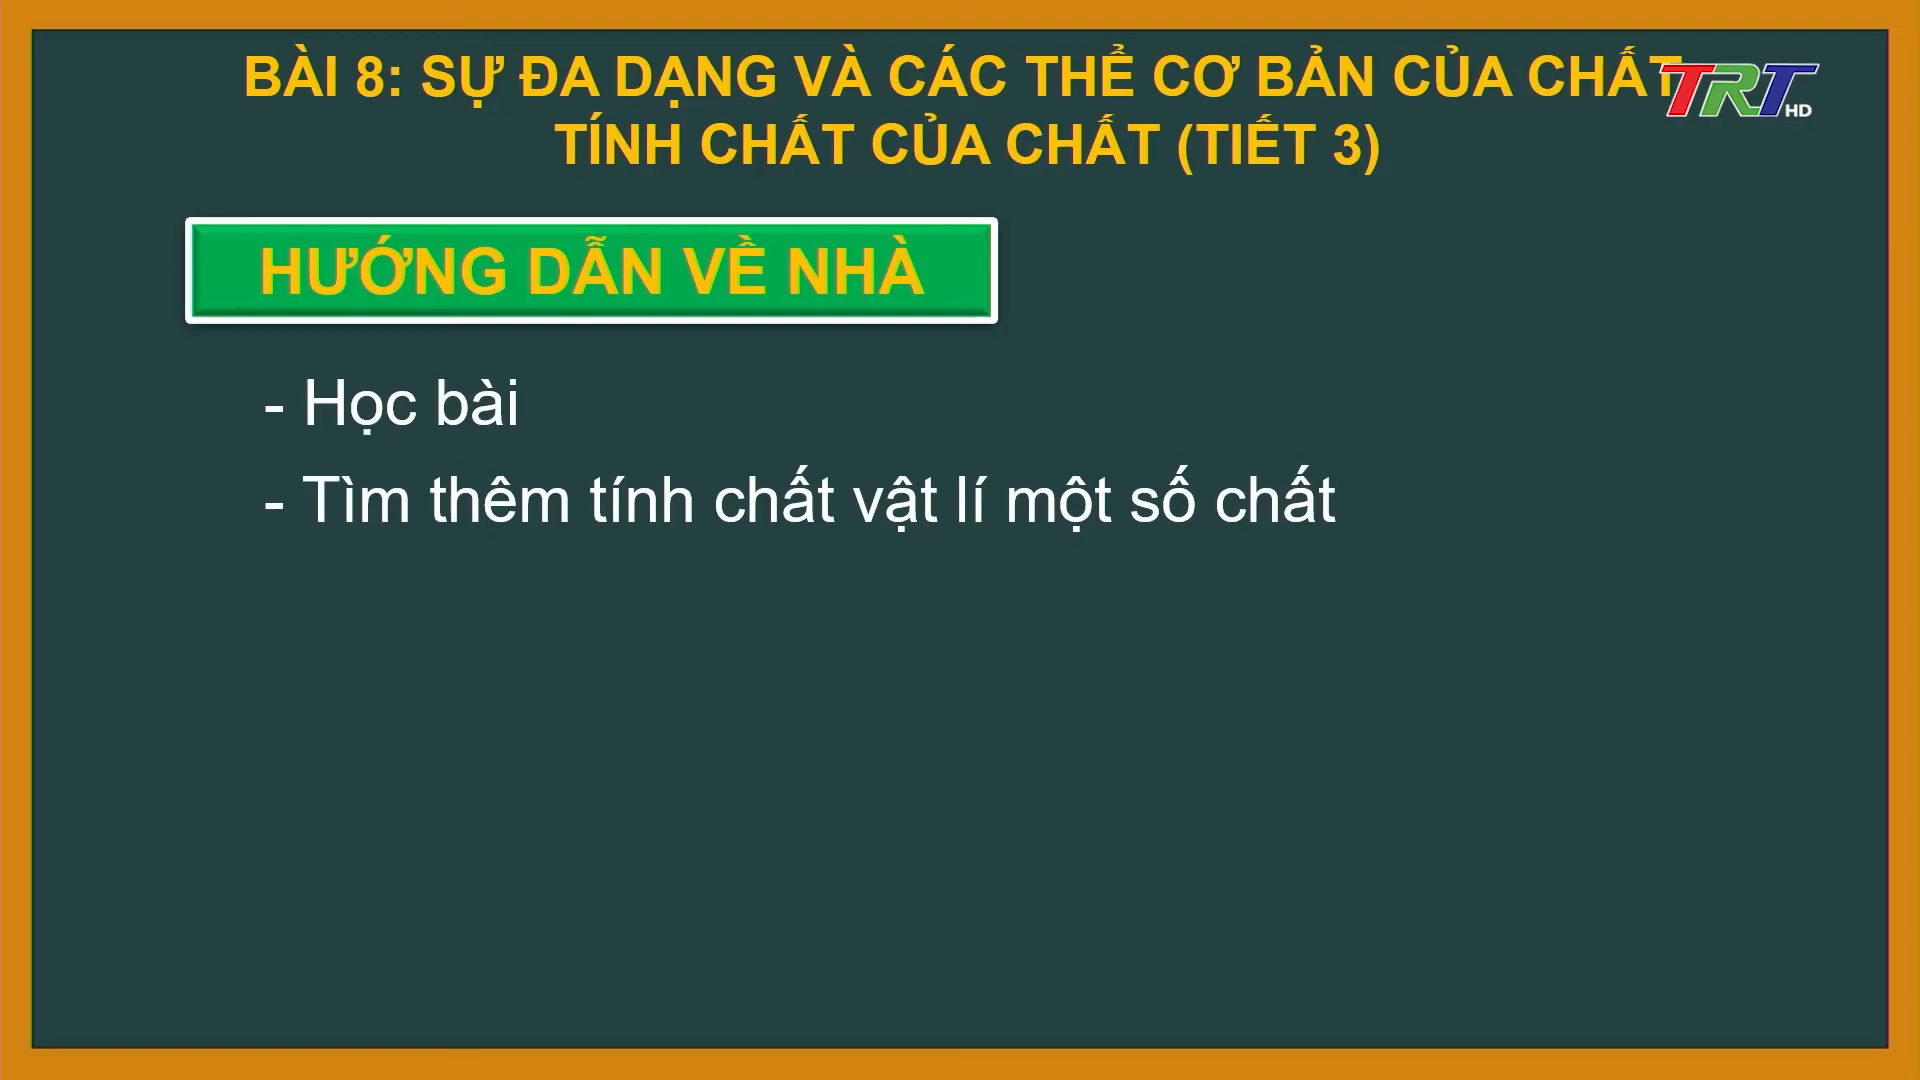 BÀI 8: SỰ ĐA DẠNG VÀ CÁC THỂ CƠ BẢN CỦA CHẤT
TRT HD
TÍNH CHẤT CỦA CHẤT (TIẾT 3)
HƯỚNG DẪN VỀ NHÀ
- Học bài
- Tìm thêm tính chất vật lí một số chất